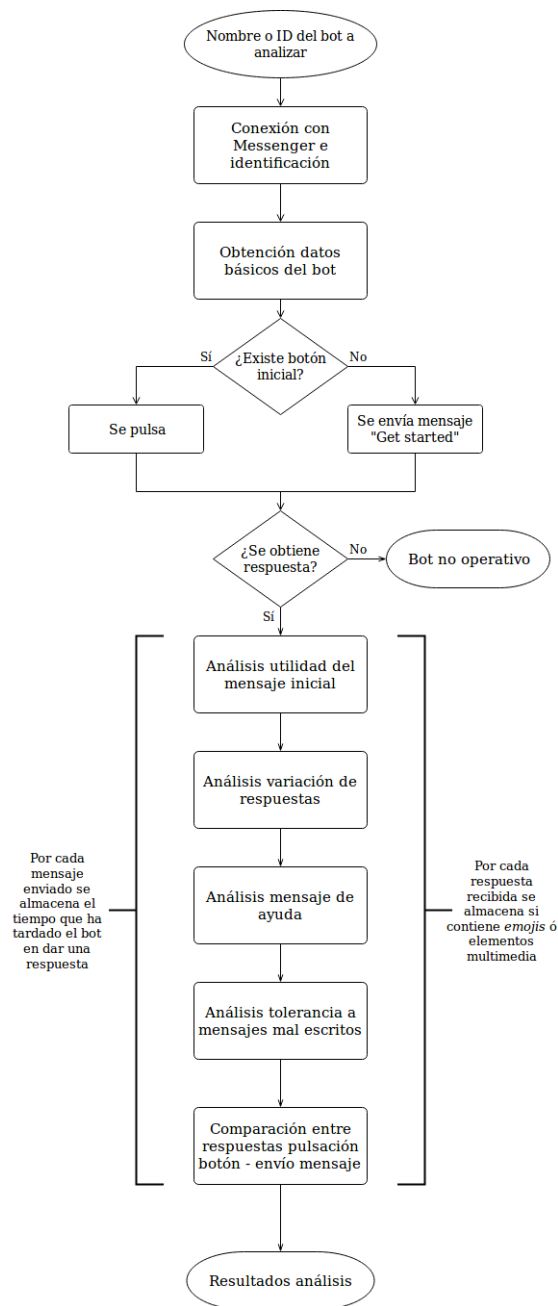 Nombre o ID del bot a
analizar
Conexión con
Messenger e
identificación
Obtención datos
básicos del bot
¿Existe botón
inicial?
Sí
No
Se pulsa
Se envía mensaje
"Get started"
¿Se obtiene
respuesta?
No
Bot no operativo
Sí
Análisis utilidad del
mensaje inicial
Análisis variación de
respuestas
Análisis mensaje de
ayuda
Análisis tolerancia a
mensajes mal escritos
Comparación entre
respuestas pulsación
botón - envío mensaje
Por cada
mensaje
enviado se
almacena el
tiempo que ha
tardado el bot
en dar una
respuesta
Por cada
respuesta
recibida se
almacena si
contiene emojis ó
elementos
multimedia
Resultados análisis